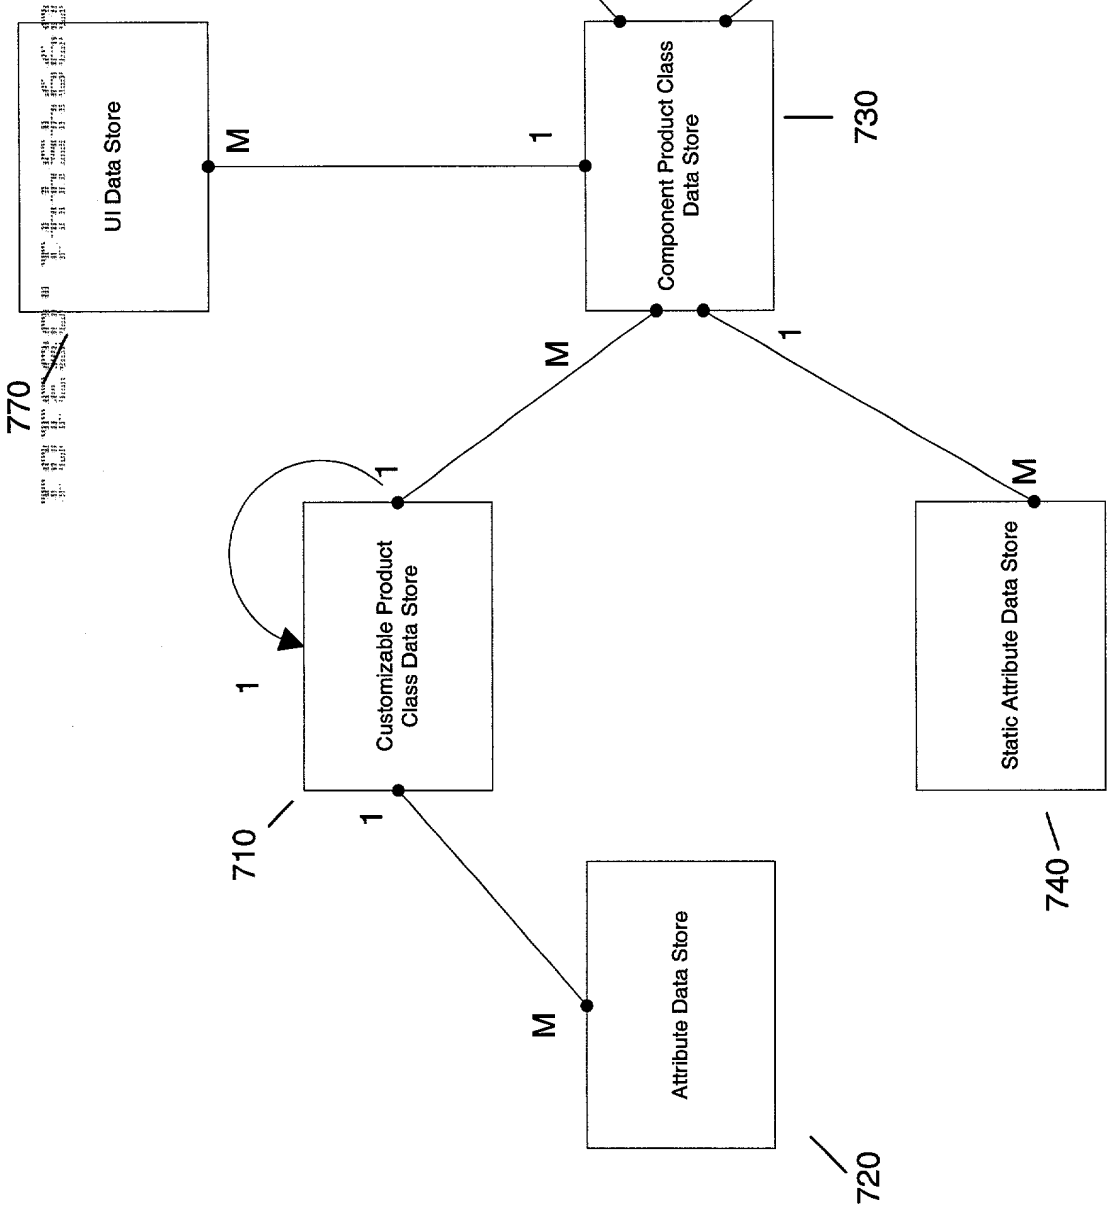 770
UI Data Store
M
1
Component Product Class
Data Store
730
M
1
1
1
Customizable Product
Class Data Store
710
1
M
Static Attribute Data Store
740
M
Attribute Data Store
720